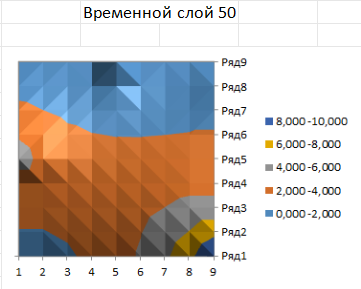 Временной слой 50
Ряд9
Ряд8
Ряд7
Ряд6
Ряд5
Ряд4
Ряд3
Ряд2
Ряд1
1 2 3 4 5 6 7 8 9
8,000 -10,000
6,000 -8,000
4,000 -6,000
2,000 -4,000
0,000 -2,000